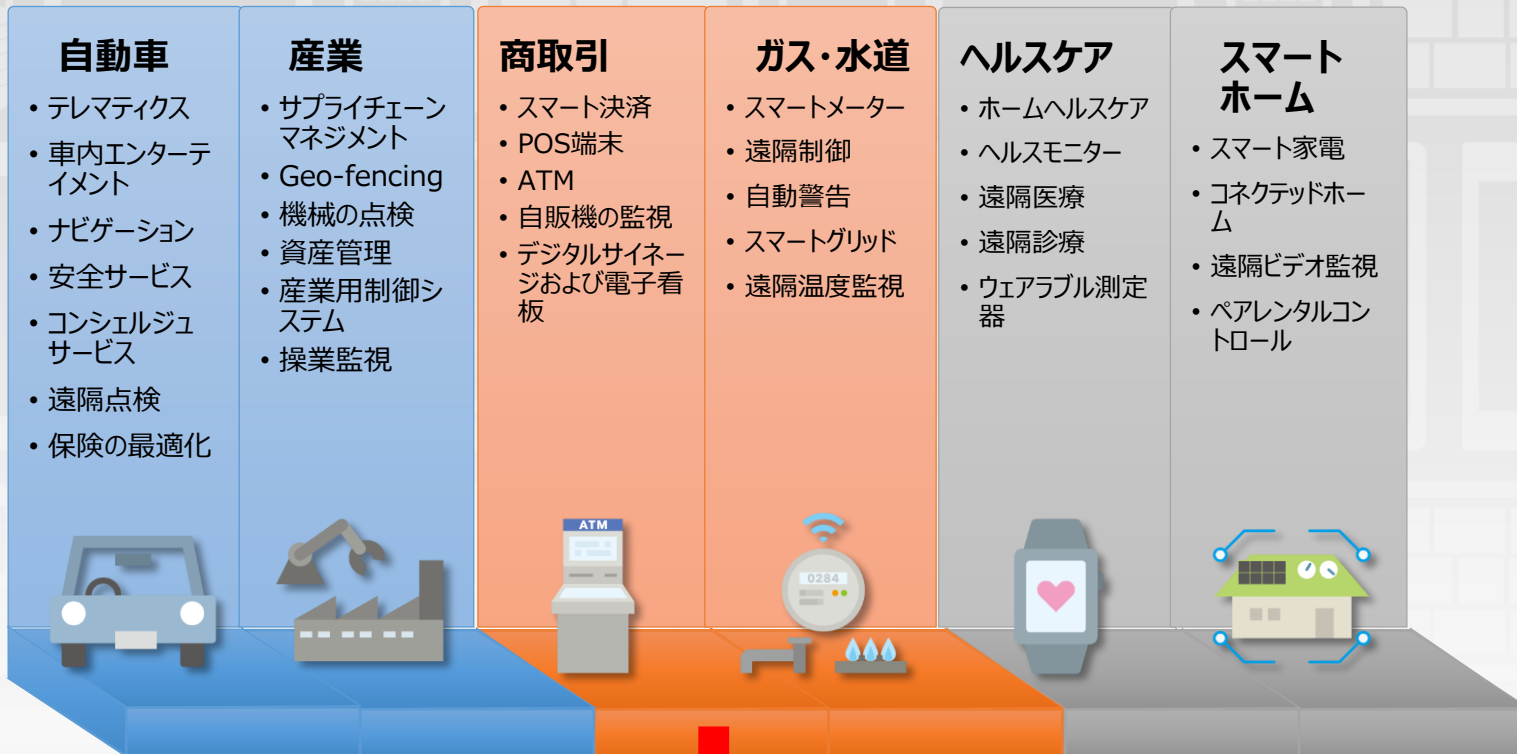 自動車
• テレマティクス
• 車内エンターテ
イメント
• ナビゲーション
• 安全サービス
• コンシェルジュ
サービス
• 遠隔点検
• 保険の最適化
産業
• サプライチェーン
マネジメント
• Geo-fencing
• 機械の点検
• 資産管理
• 産業用制御シ
ステム
• 操業監視
商取引
• スマート決済
• POS端末
• ATM
• 自販機の監視
• デジタルサイネー
ジおよび電子看
板
ATM
ガス・水道
• スマートメーター
• 遠隔制御
• 自動警告
• スマートグリッド
• 遠隔温度監視
0284
ヘルスケア
• ホームヘルスケア
• ヘルスモニター
• 遠隔医療
• 遠隔診療
• ウェアラブル測定
器
スマート
ホーム
• スマート家電
• コネクテッドホー
ム
• 遠隔ビデオ監視
• ペアレンタルコン
トロール